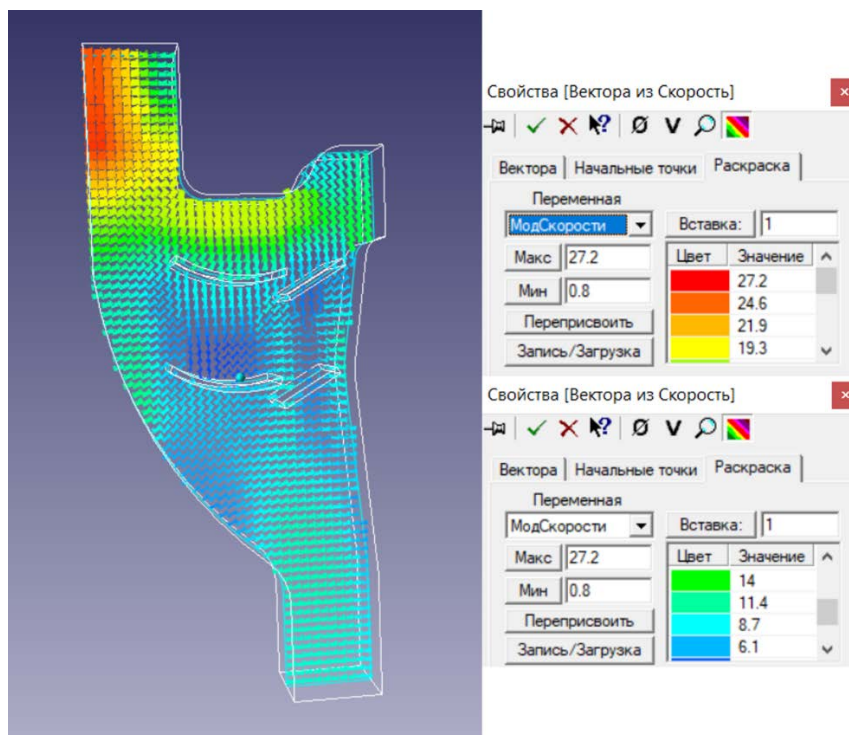 Свойства [Вектора из Скорость]
Вектора Начальные точки Раскраска
Переменная
МодСкорости Вставка: 1
Макс 27.2 Цвет Значение
27.2
Мин 0.8 24.6
Переприсвоить 21.9
Запись/Загрузка 19.3
Свойства [Вектора из Скорость]
Вектора Начальные точки Раскраска
Переменная
МодСкорости Вставка: 1
Макс 27.2 Цвет Значение
14
Мин 0.8 11.4
Переприсвоить 8.7
Запись/Загрузка 6.1